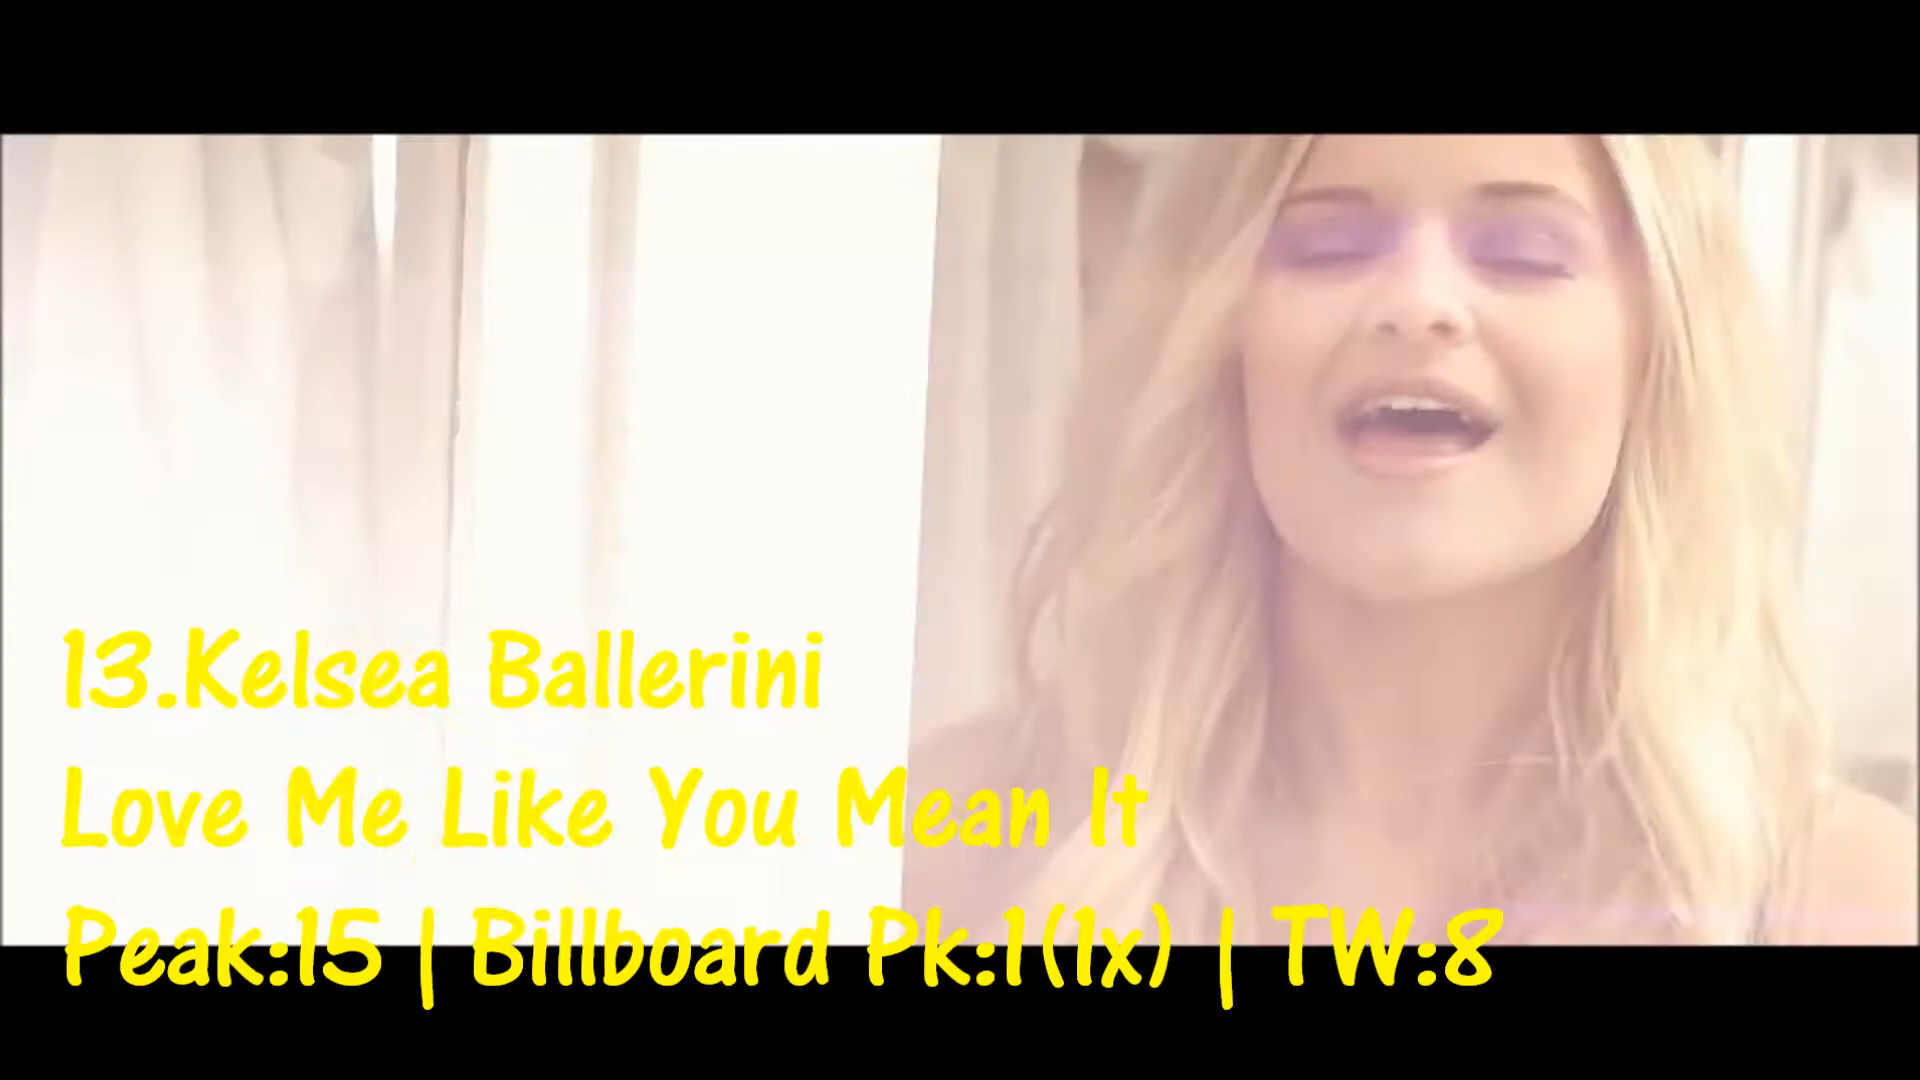 13.Kelsea Ballerini
Love Me Like You Mean It
Peak:15 | Billboard Pk:1(1x) | TW:8